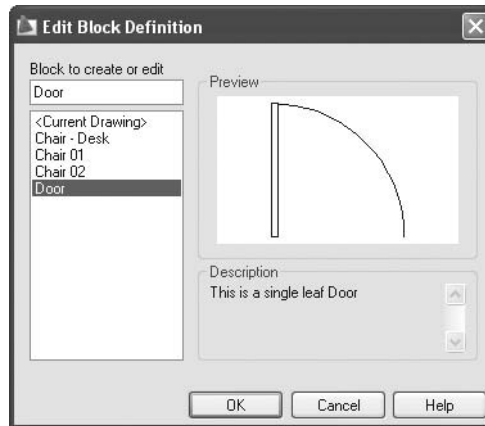 Edit Block Definition
Block to create or edit
Door
<Current Drawing>
Chair - Desk
Chair 01
Chair 02
Door
Preview
Description
This is a single leaf Door
OK
Cancel
Help